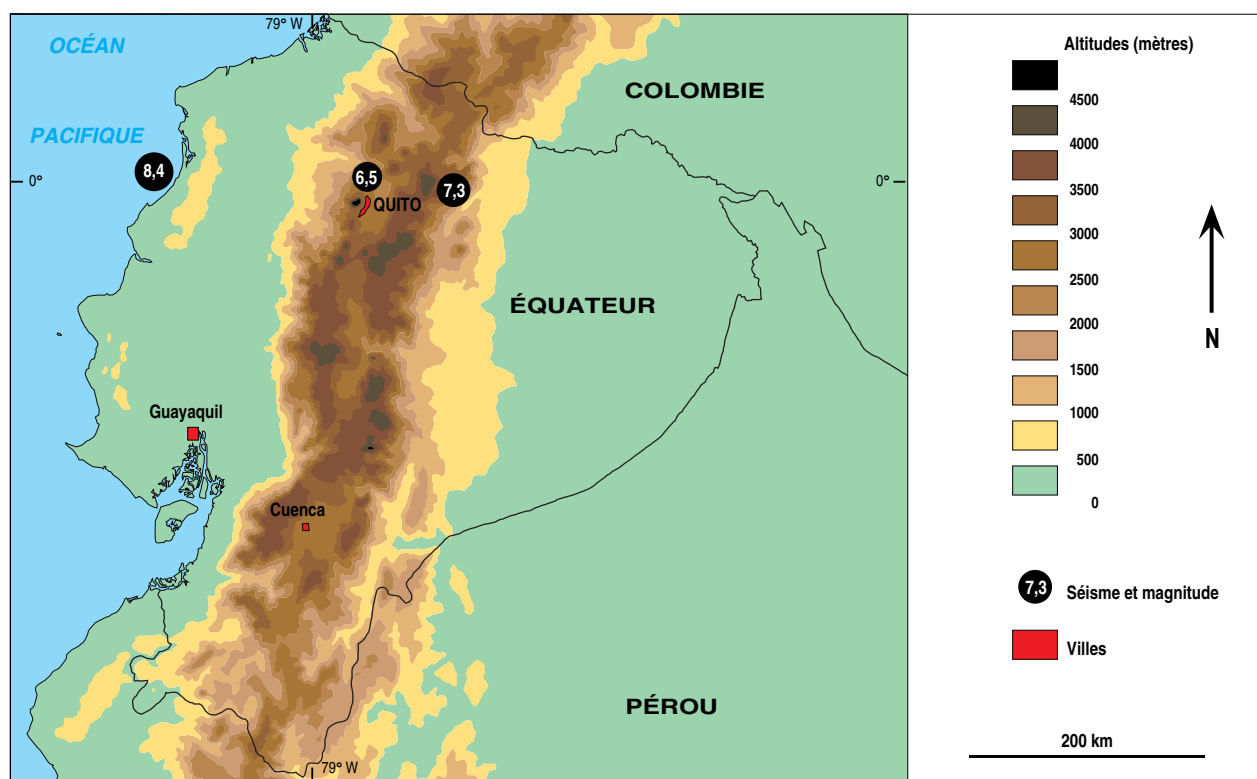 79° W
OCÉAN
PACIFIQUE
COLOMBIE
8,4
6,5
7,3
0°
0°
QUITO
ÉQUATEUR
Guayaquil
Cuenca
PÉROU
79° W
Altitudes (mètres)
4500
4000
3500
3000
2500
2000
1500
1000
500
0
N
7,3 Séisme et magnitude
Villes
200 km